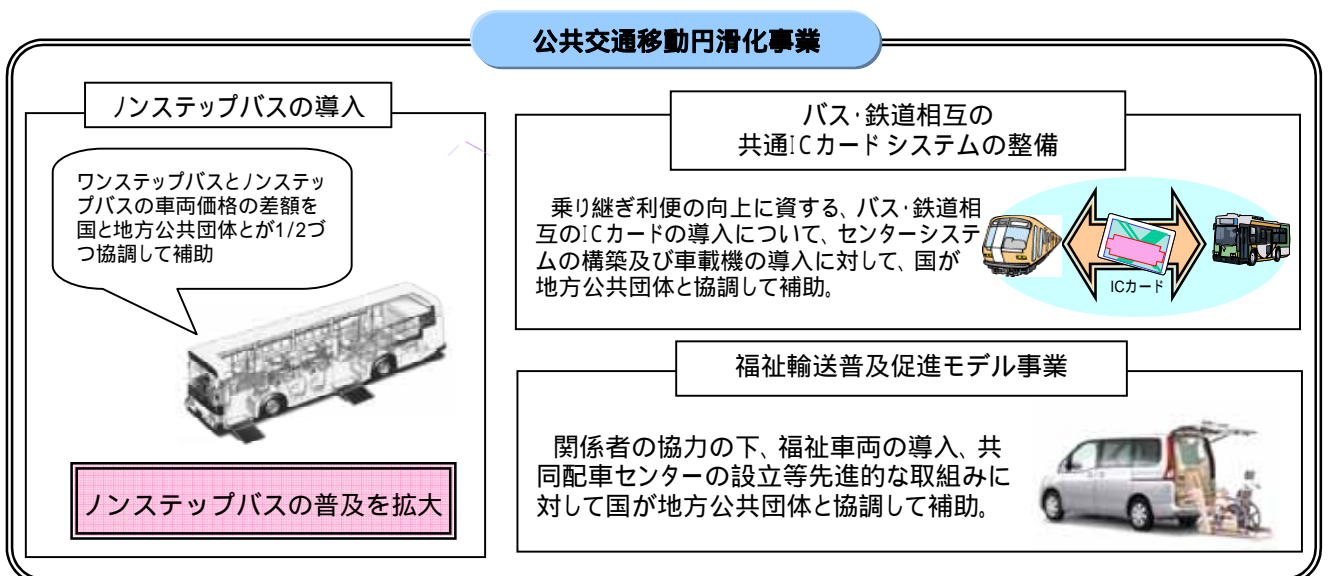 公共交通移動円滑化事業
ノンステップバスの導入
ワンステップバスとノンステッ
プバスの車両価格の差額を
国と地方公共団体とが1/2づ
つ協調して補助
ノンステップバスの普及を拡大
バス・鉄道相互の
共通ICカードシステムの整備
乗り継ぎ利便の向上に資する、バス・鉄道相
互のICカードの導入について、センターシステ
ムの構築及び車載機の導入に対して、国が
地方公共団体と協調して補助。
ICカード
福祉輸送普及促進モデル事業
関係者の協力の下、福祉車両の導入、共
同配車センターの設立等先進的な取組みに
対して国が地方公共団体と協調して補助。